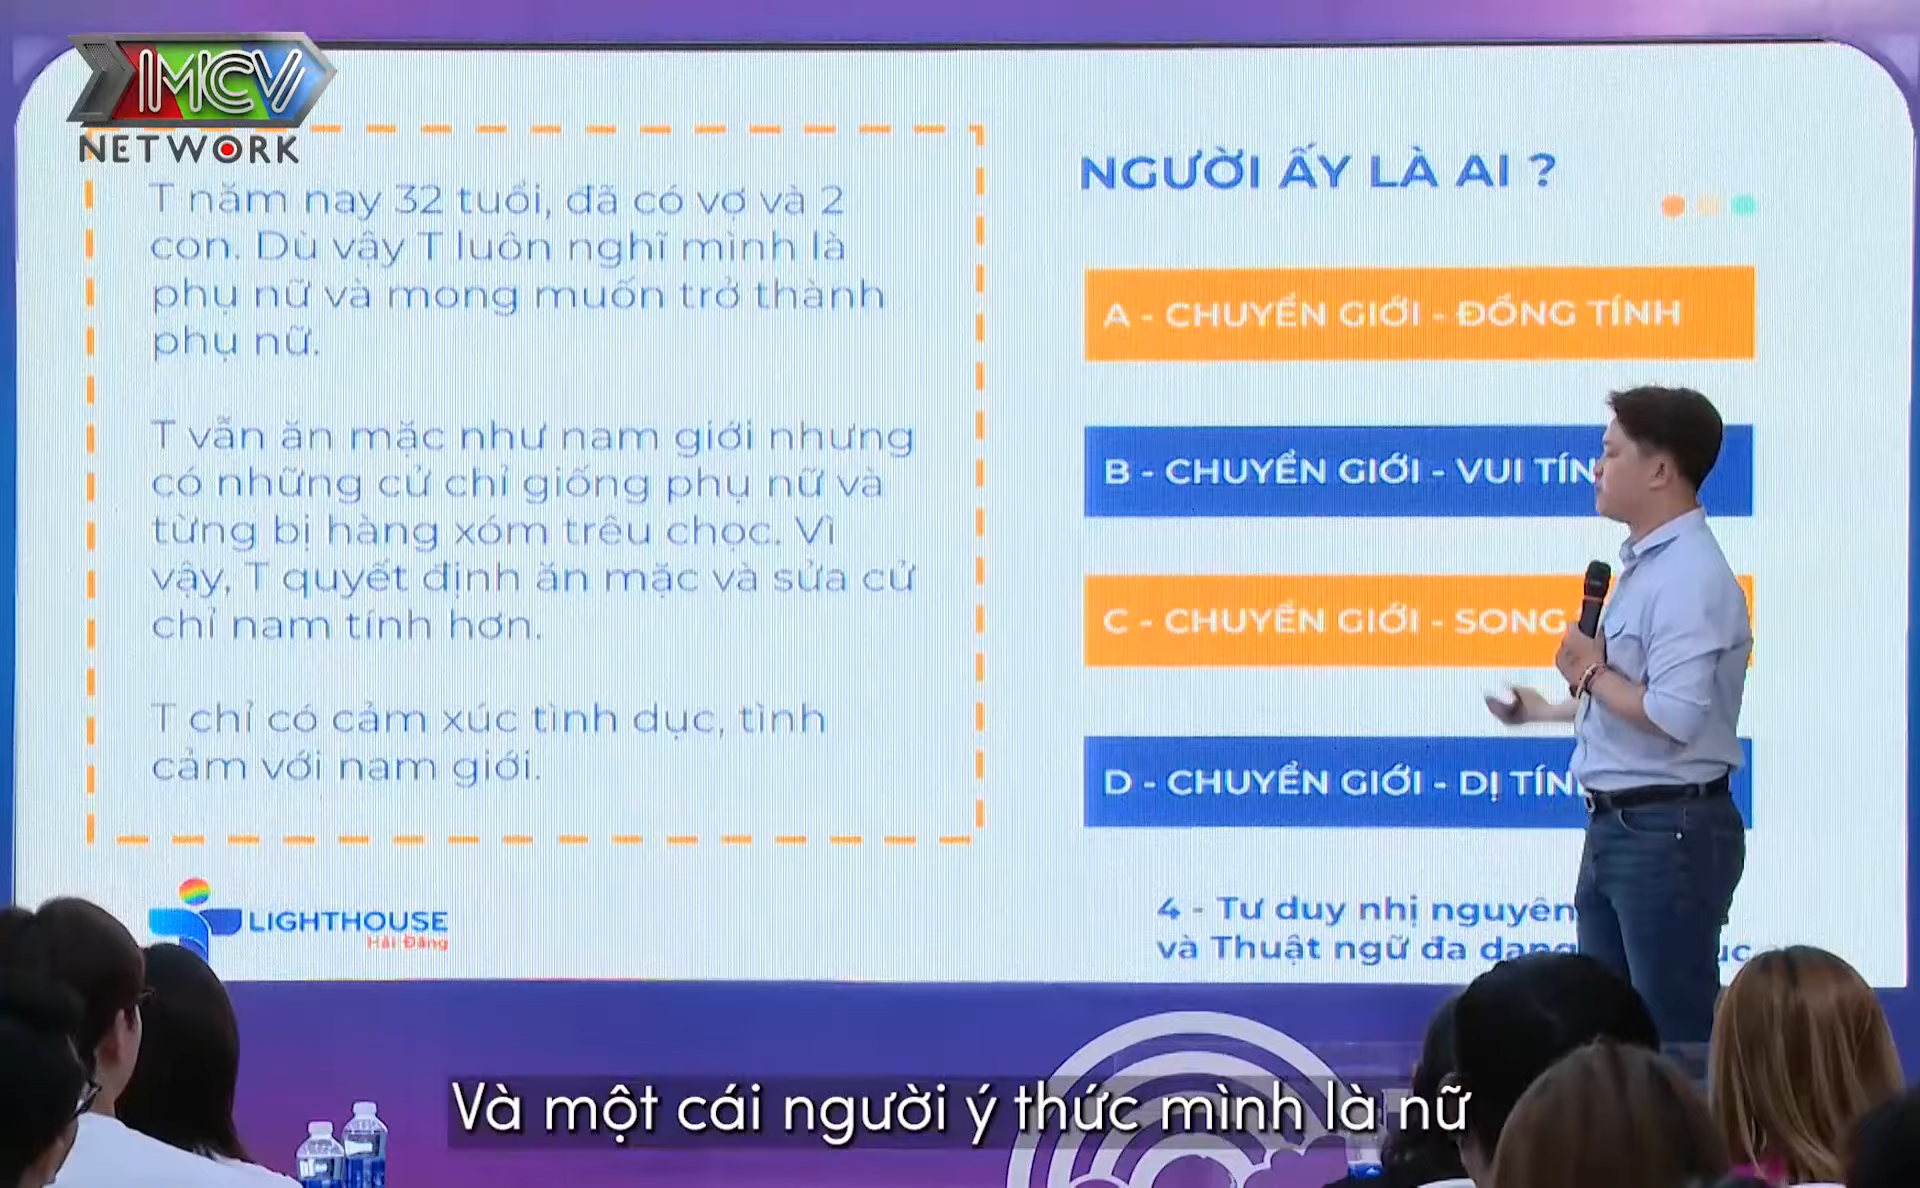 MCV
NETWORK
T năm nay 32 tuổi, đã có vợ và 2
con. Dù vậy T luôn nghĩ mình là
phụ nữ và mong muốn trở thành
phụ nữ.
T vẫn ăn mặc như nam giới nhưng
có những cử chỉ giống phụ nữ và
từng bị hàng xóm trêu chọc. Vì
vậy, T quyết định ăn mặc và sửa cử
chỉ nam tính hơn.
T chỉ có cảm xúc tình dục, tình
cảm với nam giới.
LIGHTHOUSE
Hải Đăng
NGƯỜI ẤY LÀ AI ?
A - CHUYỂN GIỚI - ĐỒNG TÍNH
B - CHUYỂN GIỚI - VUI TÍN
C - CHUYỂN GIỚI - SONG
D - CHUYỂN GIỚI - DỊ TÍN
4 - Tư duy nhị nguyên
và Thuật ngữ đa dạng
Và một cái người ý thức mình là nữ